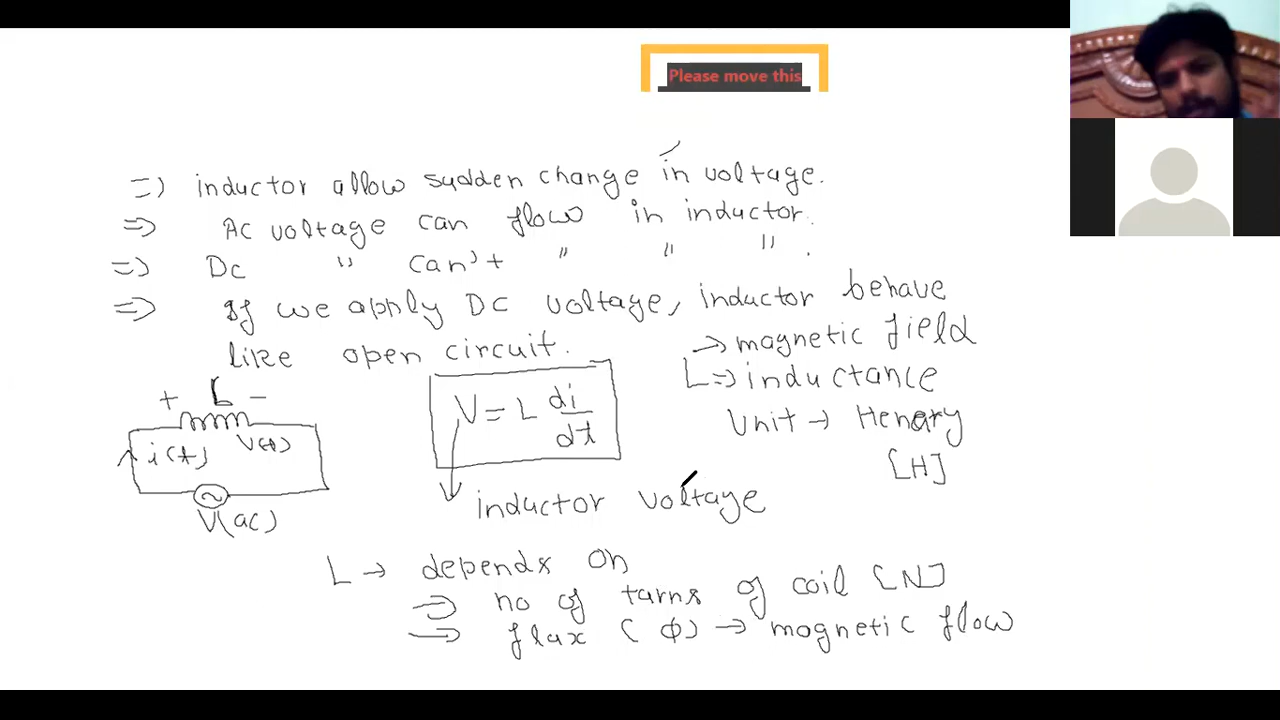 Please move this
=) inductor allow sudden change in voltage.
=> Ac voltage can flow in inductor.
=) Dc " can't " " " .
=> If we apply DC voltage, inductor behave
like open circuit.
→ magnetic field
L => inductance
Unit → Henary
[H]
+ L -
i(t) V(t)
V(ac)
V = L di/dt
inductor voltage
L → depends on
=> no of tarns of coil [N]
→ flux (φ) → magnetic flow